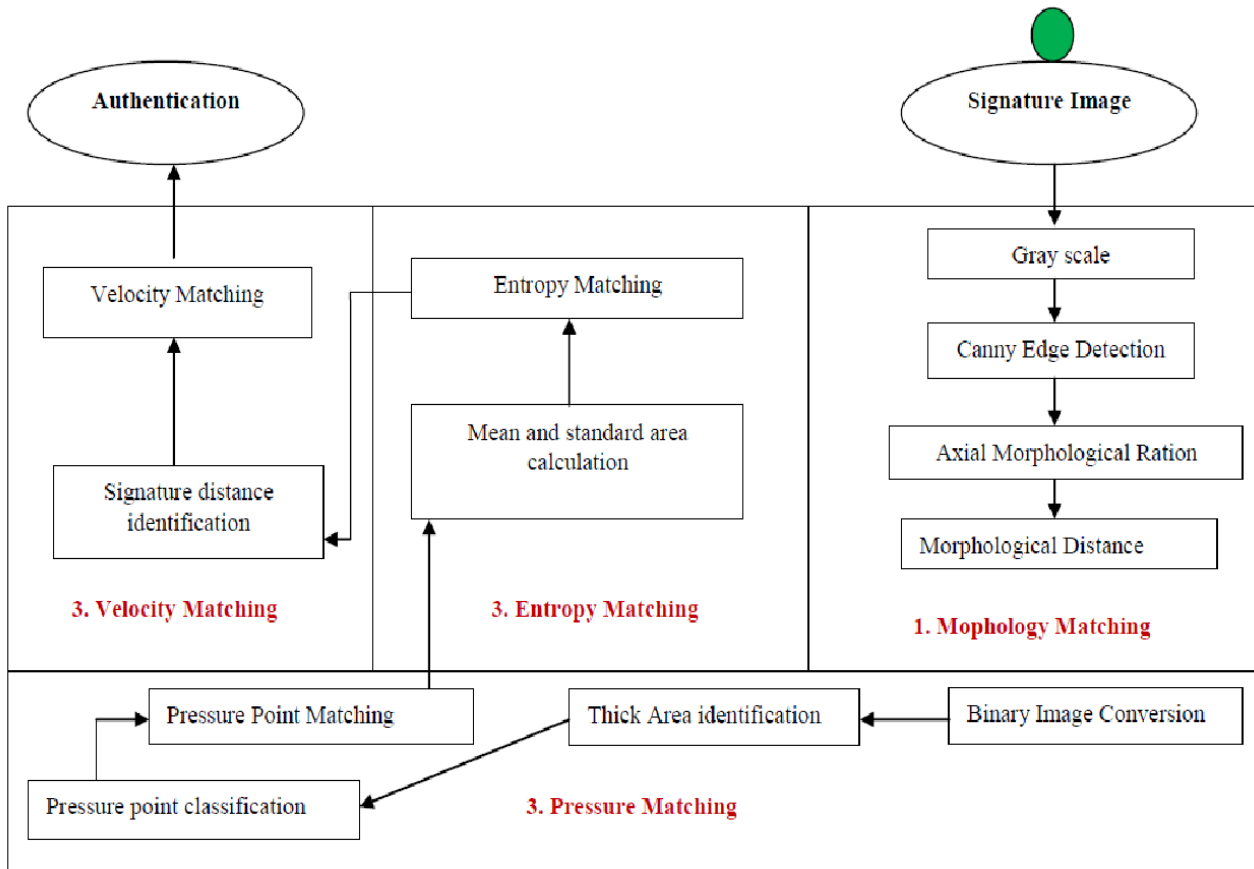 Authentication
Signature Image
Velocity Matching
Signature distance
identification
3. Velocity Matching
Entropy Matching
Mean and standard area
calculation
3. Entropy Matching
Gray scale
Canny Edge Detection
Axial Morphological Ration
Morphological Distance
1. Mophology Matching
Pressure Point Matching
Thick Area identification
Binary Image Conversion
Pressure point classification
3. Pressure Matching